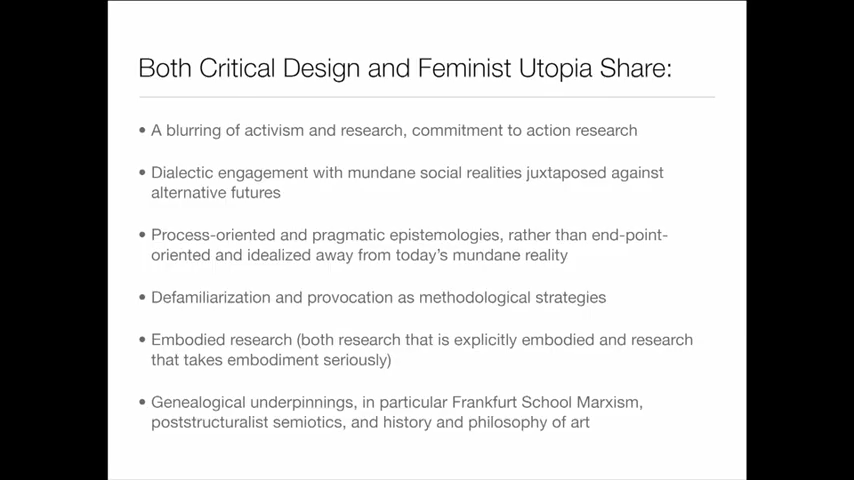 Both Critical Design and Feminist Utopia Share:
• A blurring of activism and research, commitment to action research
• Dialectic engagement with mundane social realities juxtaposed against
alternative futures
• Process-oriented and pragmatic epistemologies, rather than end-point-
oriented and idealized away from today's mundane reality
• Defamiliarization and provocation as methodological strategies
• Embodied research (both research that is explicitly embodied and research
that takes embodiment seriously)
• Genealogical underpinnings, in particular Frankfurt School Marxism,
poststructuralist semiotics, and history and philosophy of art